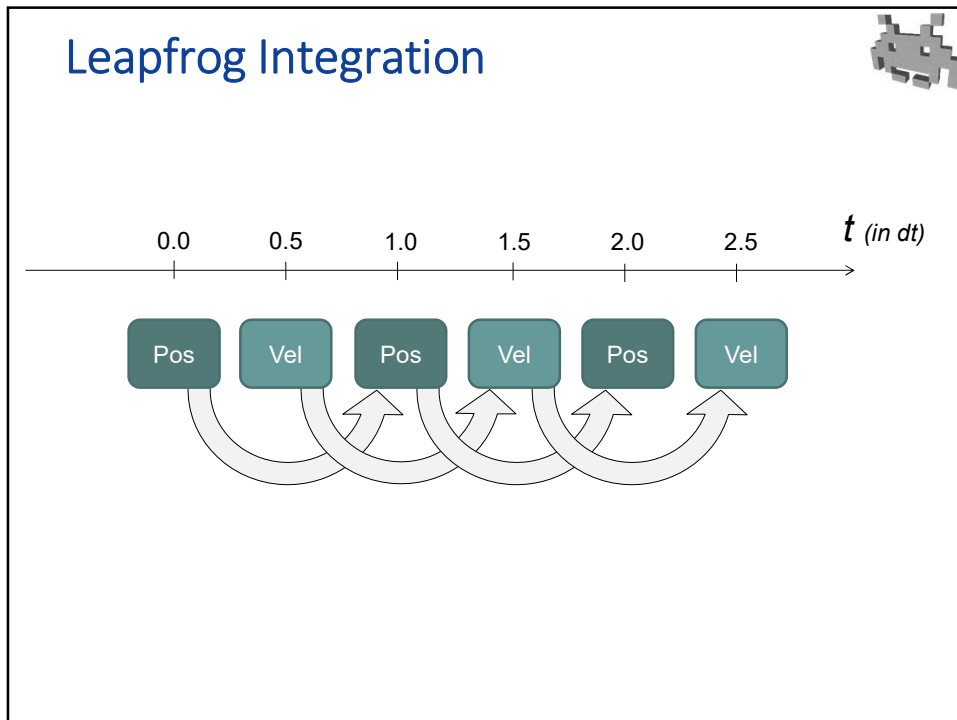 Leapfrog Integration
0.0 0.5 1.0 1.5 2.0 2.5 t (in dt)
Pos Vel Pos Vel Pos Vel